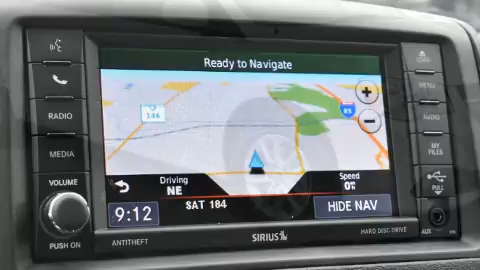 Ready to Navigate
RADIO
MEDIA
VOLUME
PUSH ON
146
85
+
−
Driving
NE
Speed
0
9:12
SAT 184
HIDE NAV
ANTITHEFT
SIRIUS
HARD DISC DRIVE
MENU
AUDIO
MY
FILES
PULL
AUX